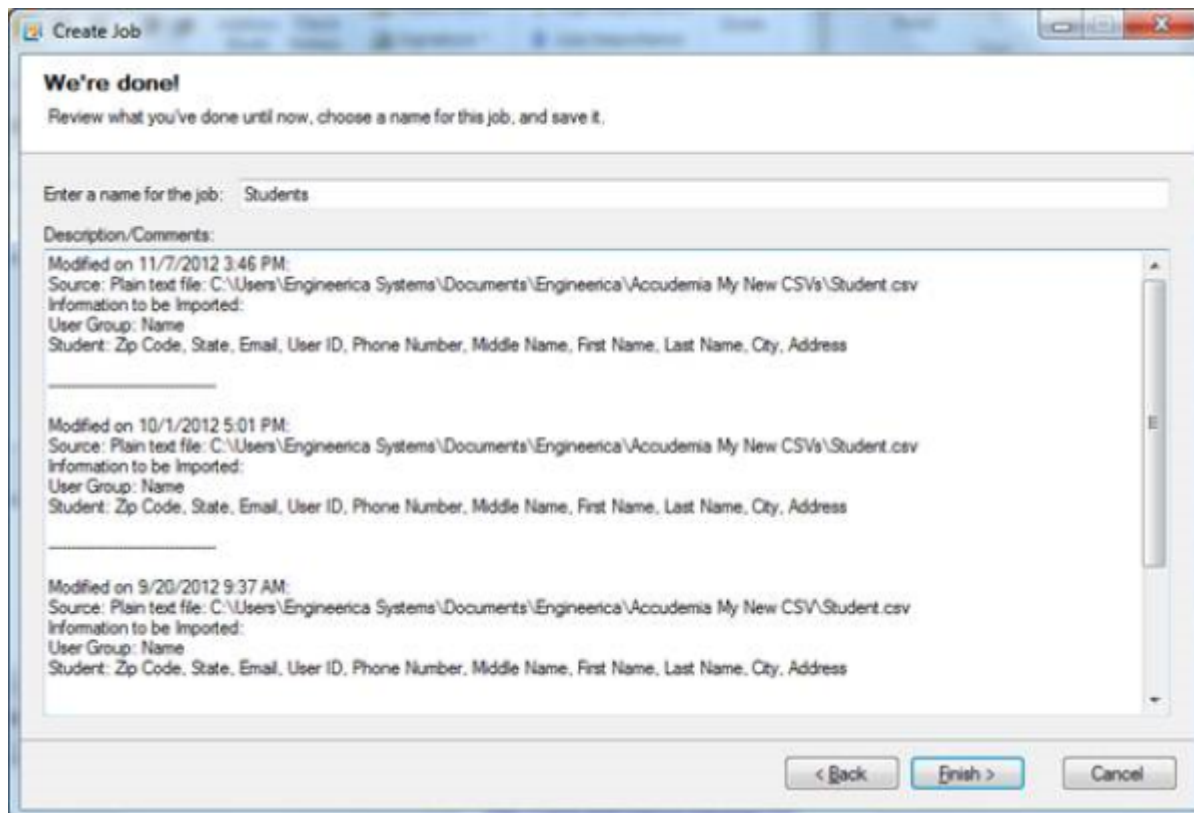 Create Job
We're done!
Review what you've done until now, choose a name for this job, and save it.
Enter a name for the job: Students
Description/Comments:
Modified on 11/7/2012 3:46 PM:
Source: Plain text file: C:\Users\Engineerica Systems\Documents\Engineerica\Accudemia My New CSVs\Student.csv
Information to be Imported:
User Group: Name
Student: Zip Code, State, Email, User ID, Phone Number, Middle Name, First Name, Last Name, City, Address
------------------------------
Modified on 10/1/2012 5:01 PM:
Source: Plain text file: C:\Users\Engineerica Systems\Documents\Engineerica\Accudemia My New CSVs\Student.csv
Information to be Imported:
User Group: Name
Student: Zip Code, State, Email, User ID, Phone Number, Middle Name, First Name, Last Name, City, Address
------------------------------
Modified on 9/20/2012 9:37 AM:
Source: Plain text file: C:\Users\Engineerica Systems\Documents\Engineerica\Accudemia My New CSV\Student.csv
Information to be Imported:
User Group: Name
Student: Zip Code, State, Email, User ID, Phone Number, Middle Name, First Name, Last Name, City, Address
< Back Finish > Cancel